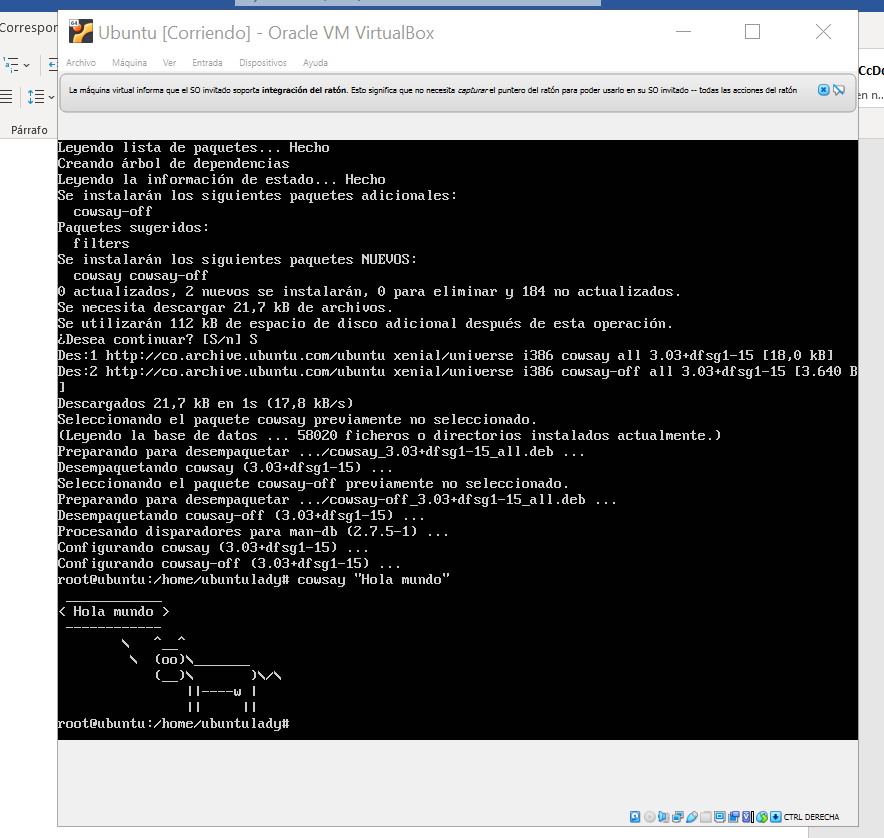 Correspon
Ubuntu [Corriendo] - Oracle VM VirtualBox
Archivo Máquina Ver Entrada Dispositivos Ayuda
La máquina virtual informa que el SO invitado soporta integración del ratón. Esto significa que no necesita capturar el puntero del ratón para poder usarlo en su SO invitado -- todas las acciones del ratón
CcDc
en n...
Párrafo
Leyendo lista de paquetes... Hecho
Creando árbol de dependencias
Leyendo la información de estado... Hecho
Se instalarán los siguientes paquetes adicionales:
  cowsay-off
Paquetes sugeridos:
  filters
Se instalarán los siguientes paquetes NUEVOS:
  cowsay cowsay-off
0 actualizados, 2 nuevos se instalarán, 0 para eliminar y 184 no actualizados.
Se necesita descargar 21,7 kB de archivos.
Se utilizarán 112 kB de espacio de disco adicional después de esta operación.
¿Desea continuar? [S/n] S
Des:1 http://co.archive.ubuntu.com/ubuntu xenial/universe i386 cowsay all 3.03+dfsg1-15 [18,0 kB]
Des:2 http://co.archive.ubuntu.com/ubuntu xenial/universe i386 cowsay-off all 3.03+dfsg1-15 [3.640 B
]
Descargados 21,7 kB en 1s (17,8 kB/s)
Seleccionando el paquete cowsay previamente no seleccionado.
(Leyendo la base de datos ... 58020 ficheros o directorios instalados actualmente.)
Preparando para desempaquetar .../cowsay_3.03+dfsg1-15_all.deb ...
Desempaquetando cowsay (3.03+dfsg1-15) ...
Seleccionando el paquete cowsay-off previamente no seleccionado.
Preparando para desempaquetar .../cowsay-off_3.03+dfsg1-15_all.deb ...
Desempaquetando cowsay-off (3.03+dfsg1-15) ...
Procesando disparadores para man-db (2.7.5-1) ...
Configurando cowsay (3.03+dfsg1-15) ...
Configurando cowsay-off (3.03+dfsg1-15) ...
root@ubuntu:/home/ubuntulady# cowsay "Hola mundo"
 ____________
< Hola mundo >
 ------------
        \   ^__^
         \  (oo)\_______
            (__)\       )\/\
                ||----w |
                ||     ||
root@ubuntu:/home/ubuntulady#
CTRL DERECHA